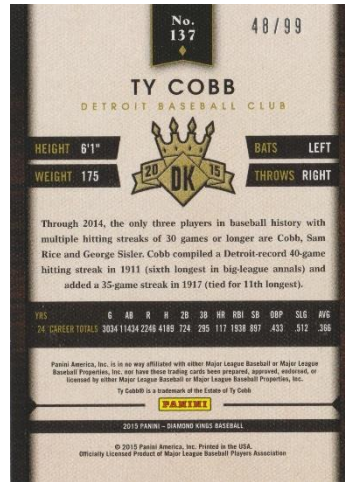 No.
137
48/99
TY COBB
DETROIT BASEBALL CLUB
HEIGHT 6'1" BATS LEFT
WEIGHT 175 THROWS RIGHT
20 DK 15
Through 2014, the only three players in baseball history with
multiple hitting streaks of 30 games or longer are Cobb, Sam
Rice and George Sisler. Cobb compiled a Detroit-record 40-game
hitting streak in 1911 (sixth longest in big-league annals) and
added a 35-game streak in 1917 (tied for 11th longest).
YRS G AB R H 2B 3B HR RBI SB OBP SLG AVG
24 CAREER TOTALS 3034 11434 2246 4189 724 295 117 1938 897 .433 .512 .366
Panini America, Inc. is in no way affiliated with either Major League Baseball or Major League
Baseball Properties, Inc. nor have these trading cards been prepared, approved, endorsed, or
licensed by either Major League Baseball or Major League Baseball Properties, Inc.
Ty Cobb® is a trademark of the Estate of Ty Cobb
PANINI
2015 PANINI – DIAMOND KINGS BASEBALL
© 2015 Panini America, Inc. Printed in the USA.
Officially Licensed Product of Major League Baseball Players Association